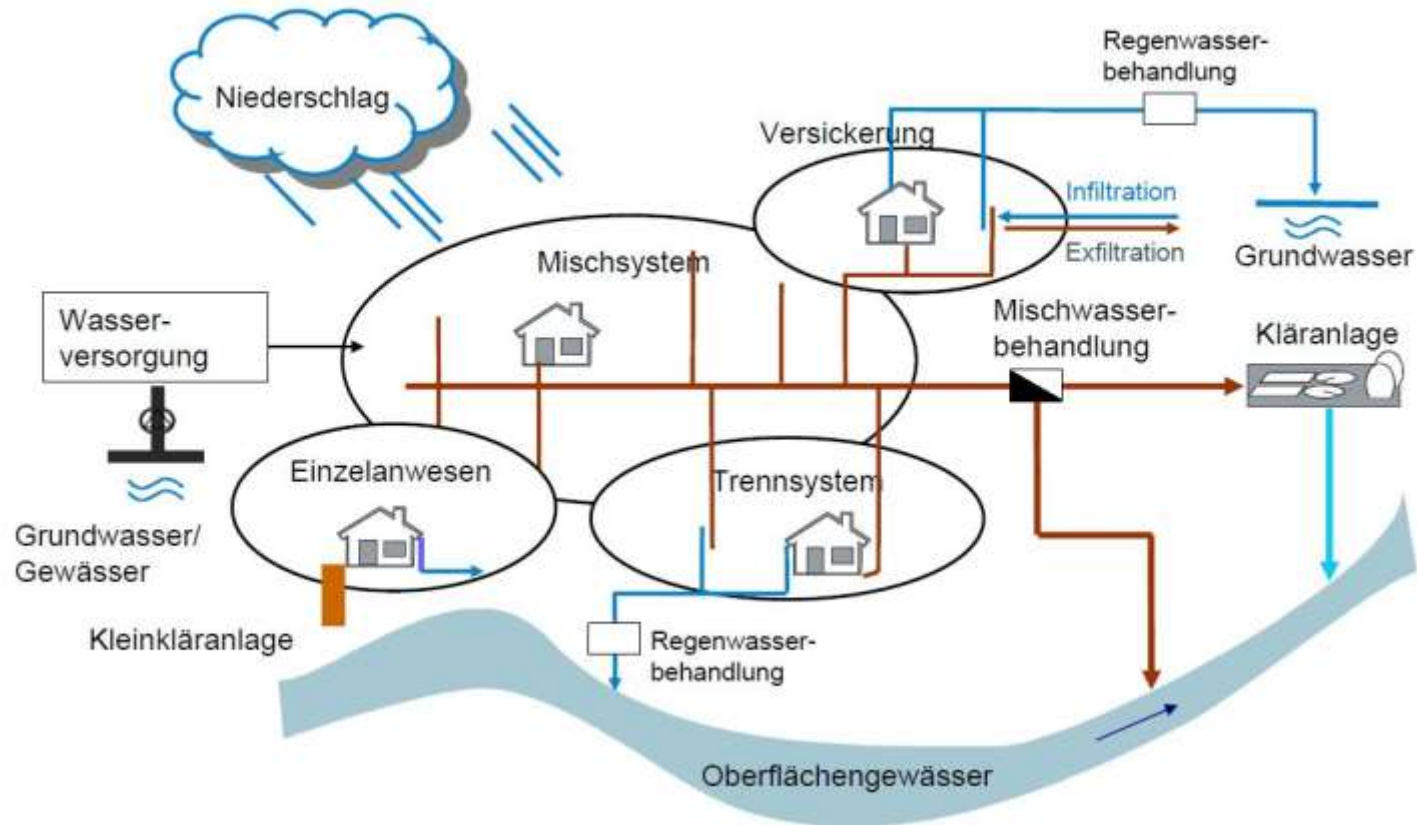 Regenwasser-
behandlung
Niederschlag
Versickerung
Infiltration
Exfiltration
Grundwasser
Mischsystem
Wasser-
versorgung
Mischwasser-
behandlung
Kläranlage
Einzelanwesen
Trennsystem
Grundwasser/
Gewässer
Kleinkläranlage
Regenwasser-
behandlung
Oberflächengewässer